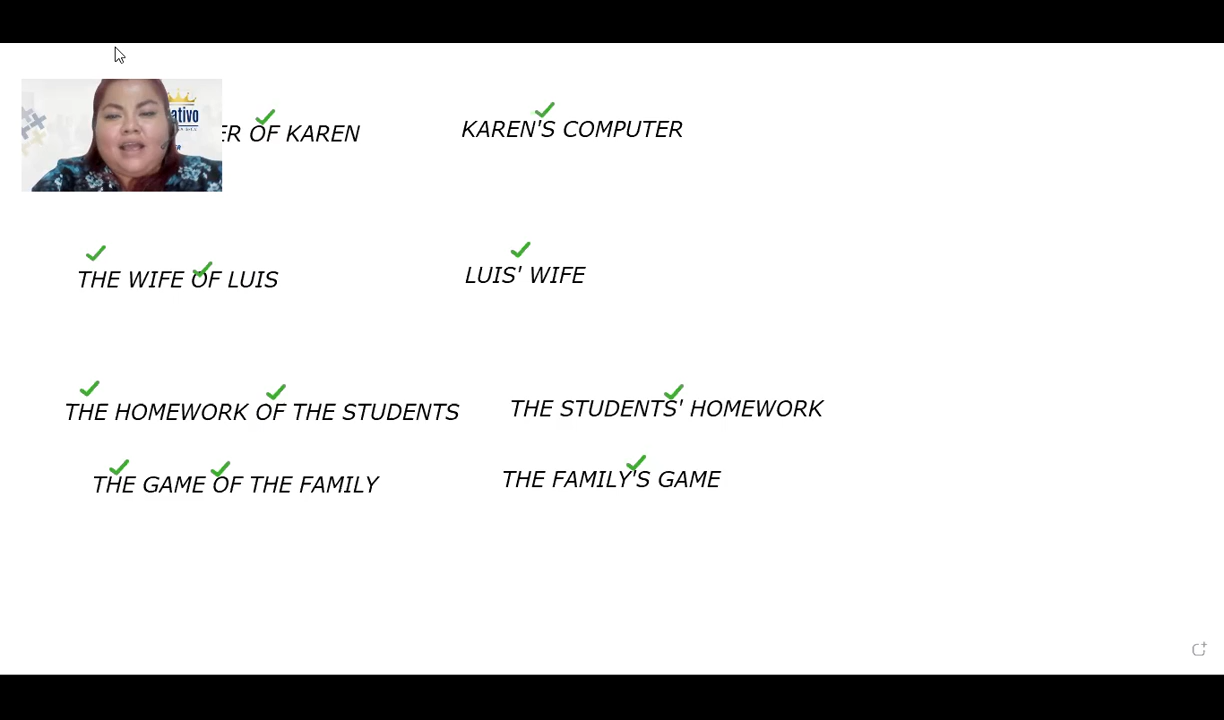 OF KAREN
KAREN'S COMPUTER
THE WIFE OF LUIS
LUIS' WIFE
THE HOMEWORK OF THE STUDENTS
THE STUDENTS' HOMEWORK
THE GAME OF THE FAMILY
THE FAMILY'S GAME